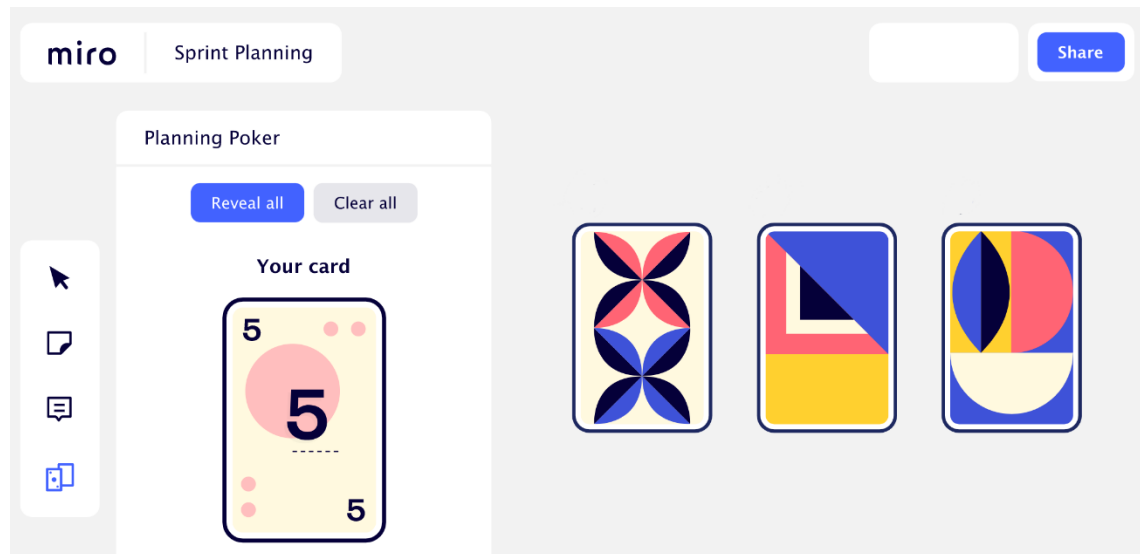 miro
Sprint Planning
Share
Planning Poker
Reveal all
Clear all
Your card
5
5
5